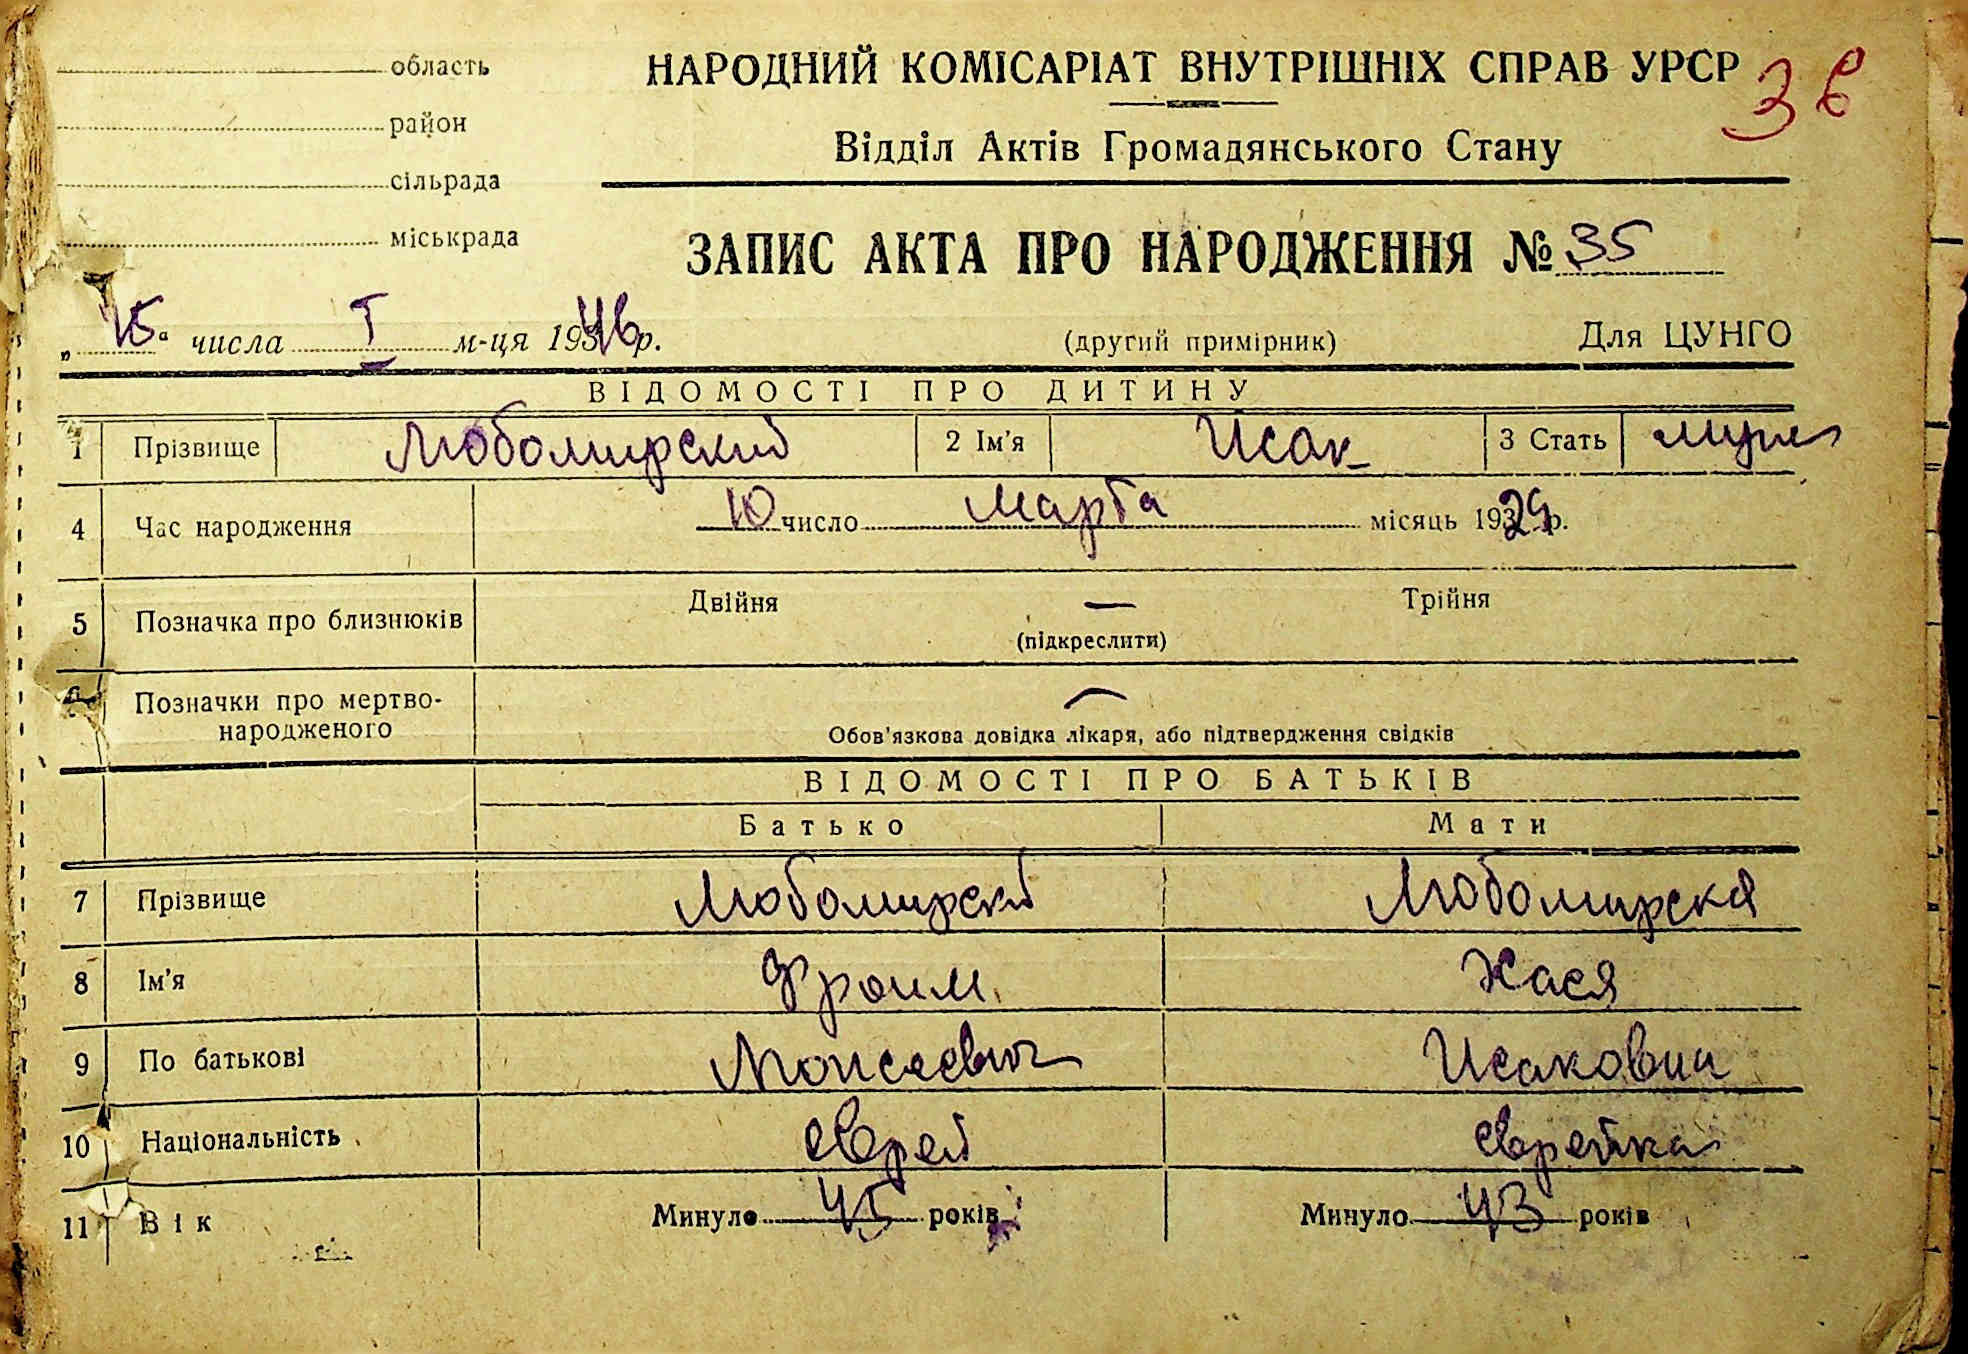 область
НАРОДНИЙ КОМІСАРІАТ ВНУТРІШНІХ СПРАВ УРСР
район
Відділ Актів Громадянського Стану
сільрада
міськрада
ЗАПИС АКТА ПРО НАРОДЖЕННЯ № 35
„15“ числа I м-ця 1946 р. (другий примірник) Для ЦУНГО
ВІДОМОСТІ ПРО ДИТИНУ
1 Прізвище Любомирский 2 Ім'я Исак 3 Стать муж
4 Час народження 10 число Марта місяць 1929 р.
5 Позначка про близнюків Двійня — Трійня
(підкреслити)
Позначки про мертво-
народженого —
Обов'язкова довідка лікаря, або підтвердження свідків
ВІДОМОСТІ ПРО БАТЬКІВ
Батько Мати
7 Прізвище Любомирский Любомирская
8 Ім'я Фроим Хася
9 По батькові Моисеевич Исаковна
10 Національність еврей еврейка
11 Вік Минуло 45 років Минуло 43 років